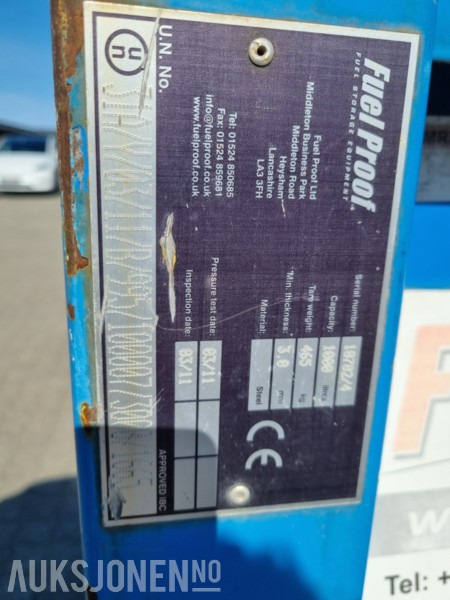 Fuel Proof
FUEL STORAGE EQUIPMENT
Fuel Proof Ltd
Middleton Business Park
Middleton Road
Heysham
Lancashire
LA3 3FH
Tel: 01524 850685
Fax: 01524 859681
info@fuelproof.co.uk
www.fuelproof.co.uk
U.N. No.
Serial number:
Capacity: 1000 litres
Tare weight: 465 kg
*Min. thickness: 3.0 mm
Material: Steel
Pressure test date: 03/11
Inspection date: 03/11
APPROVED IBC
CE
Tel: +
AUKSJONEN.NO